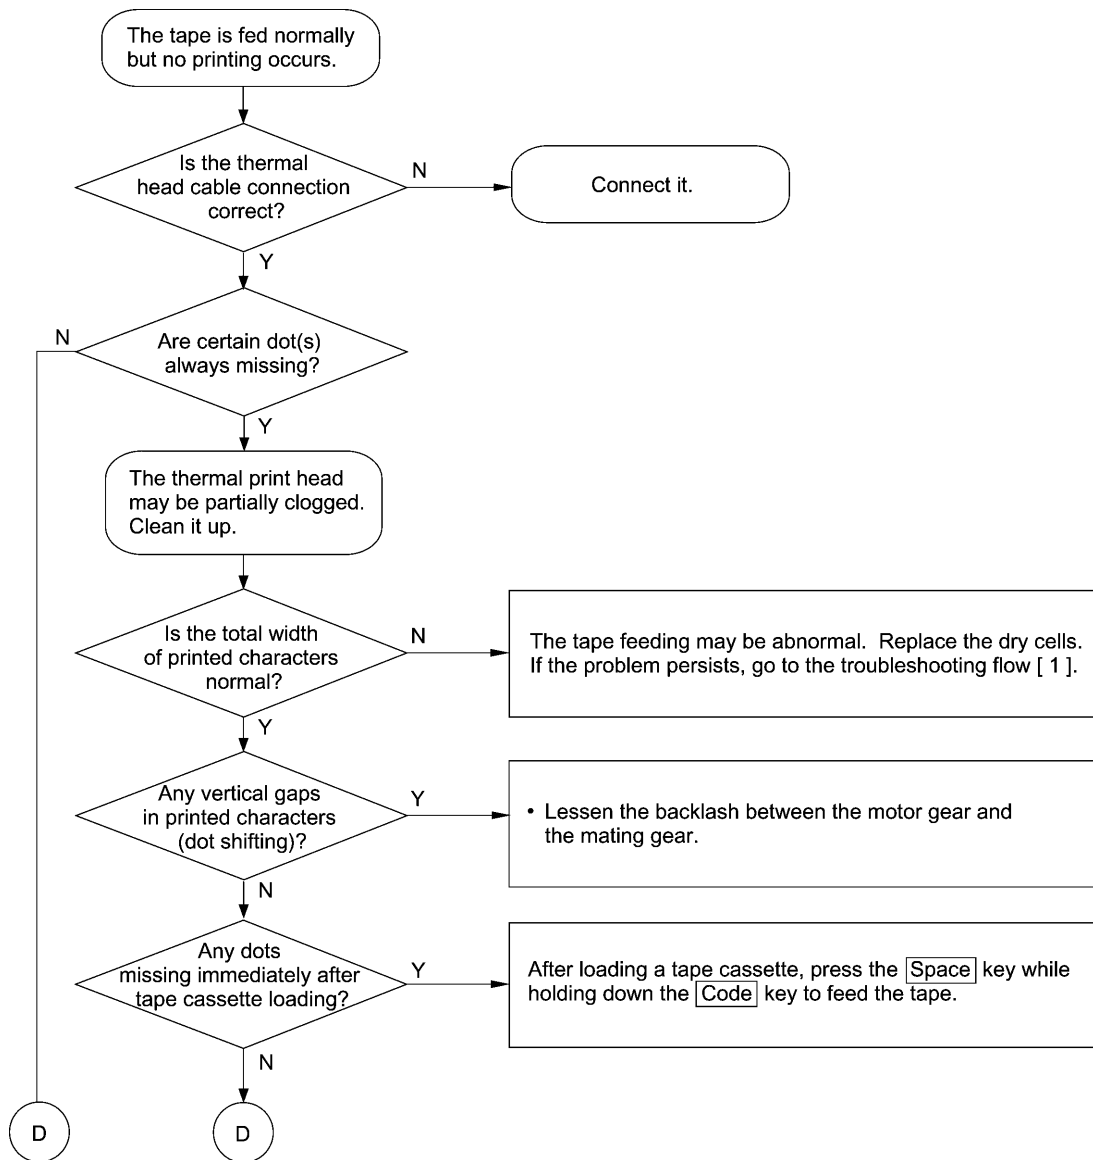 The tape is fed normally
but no printing occurs.
Is the thermal
head cable connection
correct?
N
Connect it.
Y
N
Are certain dot(s)
always missing?
Y
The thermal print head
may be partially clogged.
Clean it up.
Is the total width
of printed characters
normal?
N
The tape feeding may be abnormal.  Replace the dry cells.
If the problem persists, go to the troubleshooting flow [ 1 ].
Y
Any vertical gaps
in printed characters
(dot shifting)?
Y
• Lessen the backlash between the motor gear and
the mating gear.
N
Any dots
missing immediately after
tape cassette loading?
Y
After loading a tape cassette, press the Space key while
holding down the Code key to feed the tape.
N
D
D